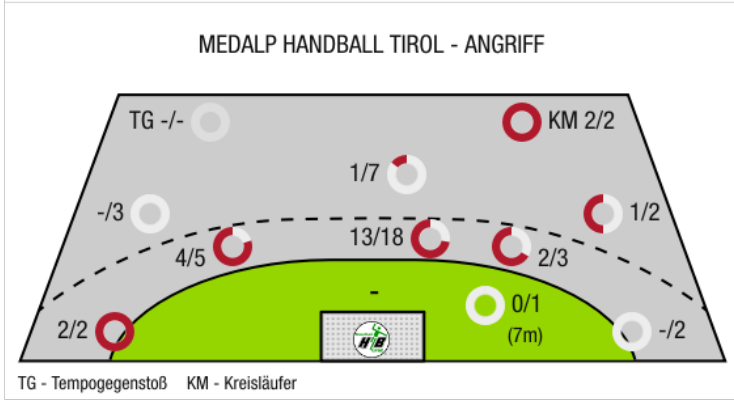 MEDALP HANDBALL TIROL - ANGRIFF
TG -/-
KM 2/2
1/7
-/3
1/2
4/5
13/18
2/3
-
0/1
(7m)
2/2
-/2
HB
TG - Tempogegenstoß KM - Kreisläufer